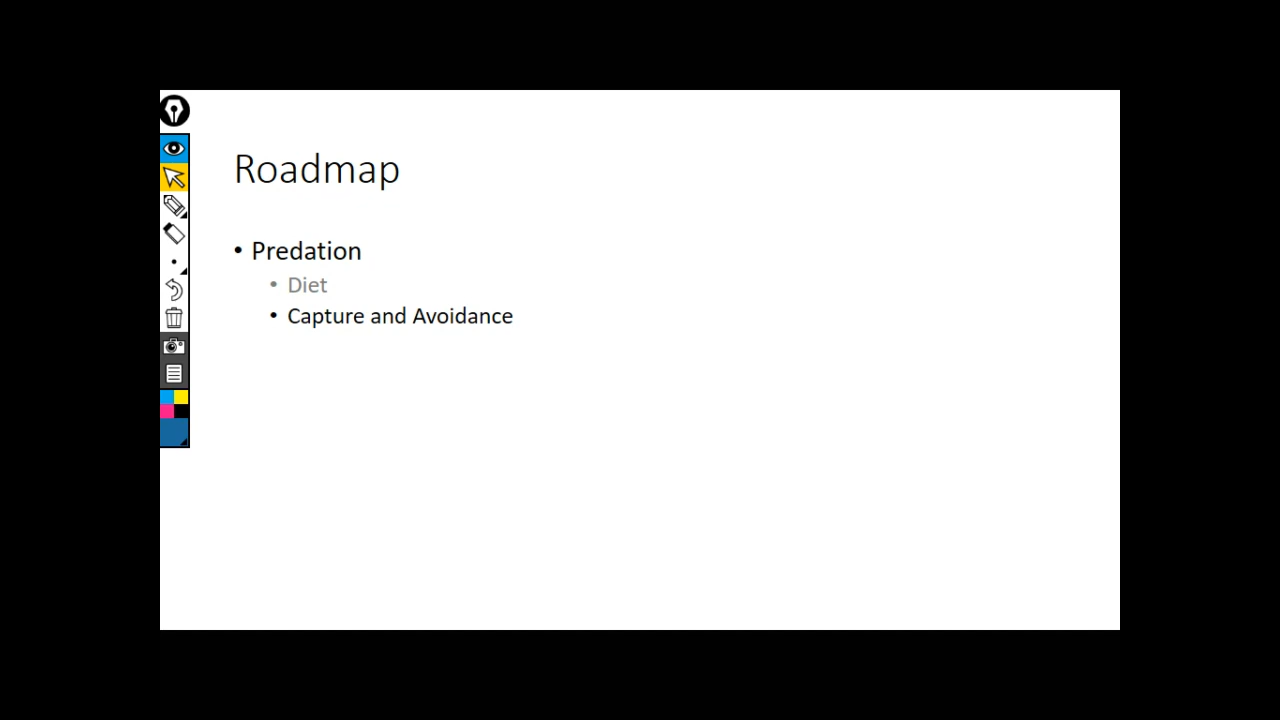 Roadmap
• Predation
• Diet
• Capture and Avoidance